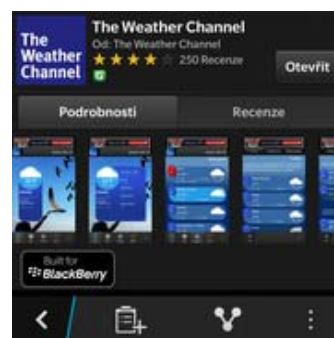 The Weather Channel
The
Weather
Channel
Od: The Weather Channel
250 Recenze
Otevřít
Podrobnosti
Recenze
Built for
BlackBerry